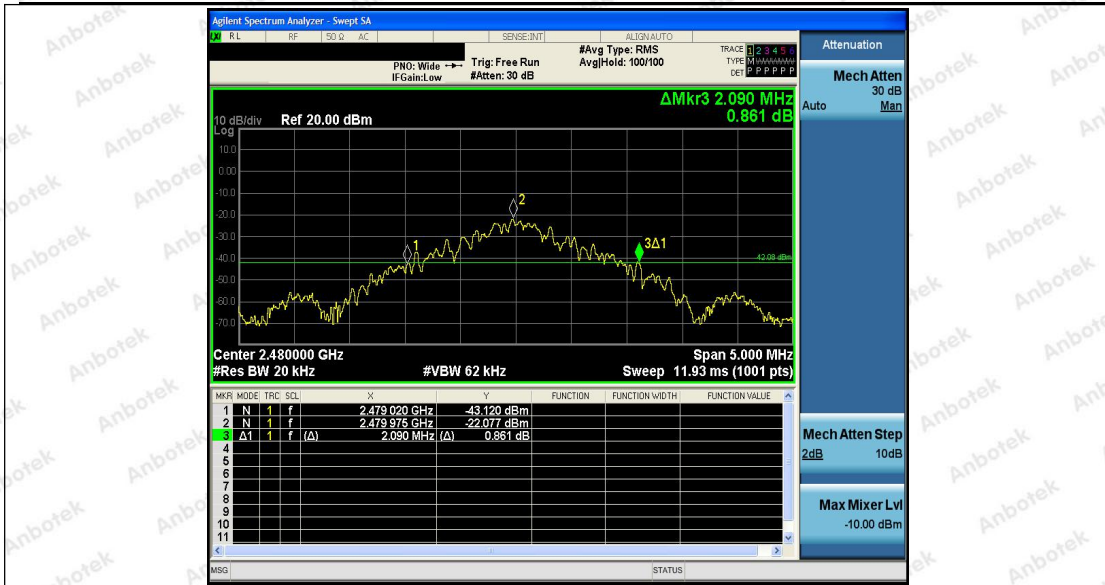 Agilent Spectrum Analyzer - Swept SA
LXI RL RF 50 Ω AC SENSE:INT ALIGNAUTO
#Avg Type: RMS
TRACE 1 2 3 4 5 6
PNO: Wide Trig: Free Run Avg|Hold: 100/100
TYPE MWWWWW
IFGain:Low #Atten: 30 dB
DET P P P P P P
Attenuation
Mech Atten
30 dB
Auto Man
ΔMkr3 2.090 MHz
0.861 dB
10 dB/div Ref 20.00 dBm
Log
10.0
0.00
-10.0
-20.0
-30.0
-40.0
-50.0
-60.0
-70.0
1
2
3Δ1
-42.08 dBm
Center 2.480000 GHz Span 5.000 MHz
#Res BW 20 kHz #VBW 62 kHz Sweep 11.93 ms (1001 pts)
MKR MODE TRC SCL X Y FUNCTION FUNCTION WIDTH FUNCTION VALUE
1 N 1 f 2.479 020 GHz -43.120 dBm
2 N 1 f 2.479 975 GHz -22.077 dBm
3 Δ1 1 f (Δ) 2.090 MHz (Δ) 0.861 dB
4
5
6
7
8
9
10
11
Mech Atten Step
2dB 10dB
Max Mixer Lvl
-10.00 dBm
MSG STATUS
Anbotek